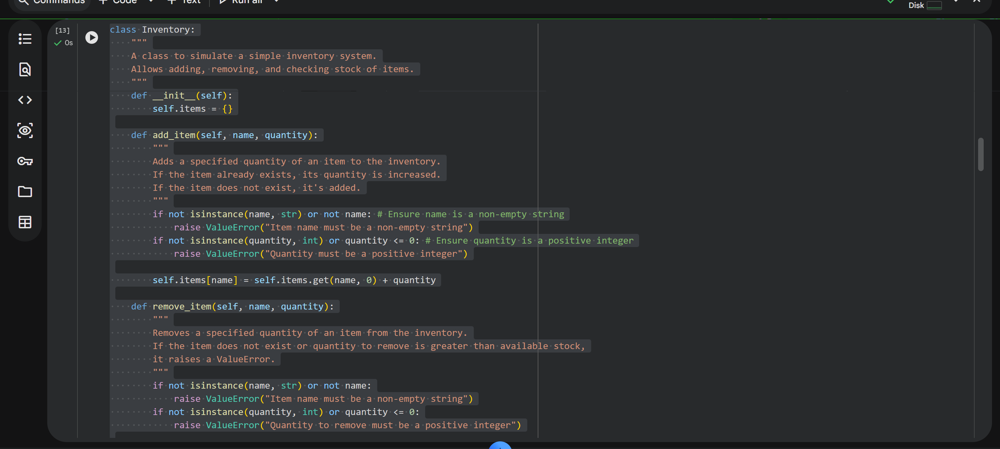 Commands + Code + Text Run all
Disk
[13]
0s
class Inventory:
    """
    A class to simulate a simple inventory system.
    Allows adding, removing, and checking stock of items.
    """
    def __init__(self):
        self.items = {}
    def add_item(self, name, quantity):
        """
        Adds a specified quantity of an item to the inventory.
        If the item already exists, its quantity is increased.
        If the item does not exist, it's added.
        """
        if not isinstance(name, str) or not name: # Ensure name is a non-empty string
            raise ValueError("Item name must be a non-empty string")
        if not isinstance(quantity, int) or quantity <= 0: # Ensure quantity is a positive integer
            raise ValueError("Quantity must be a positive integer")
        self.items[name] = self.items.get(name, 0) + quantity
    def remove_item(self, name, quantity):
        """
        Removes a specified quantity of an item from the inventory.
        If the item does not exist or quantity to remove is greater than available stock,
        it raises a ValueError.
        """
        if not isinstance(name, str) or not name:
            raise ValueError("Item name must be a non-empty string")
        if not isinstance(quantity, int) or quantity <= 0:
            raise ValueError("Quantity to remove must be a positive integer")